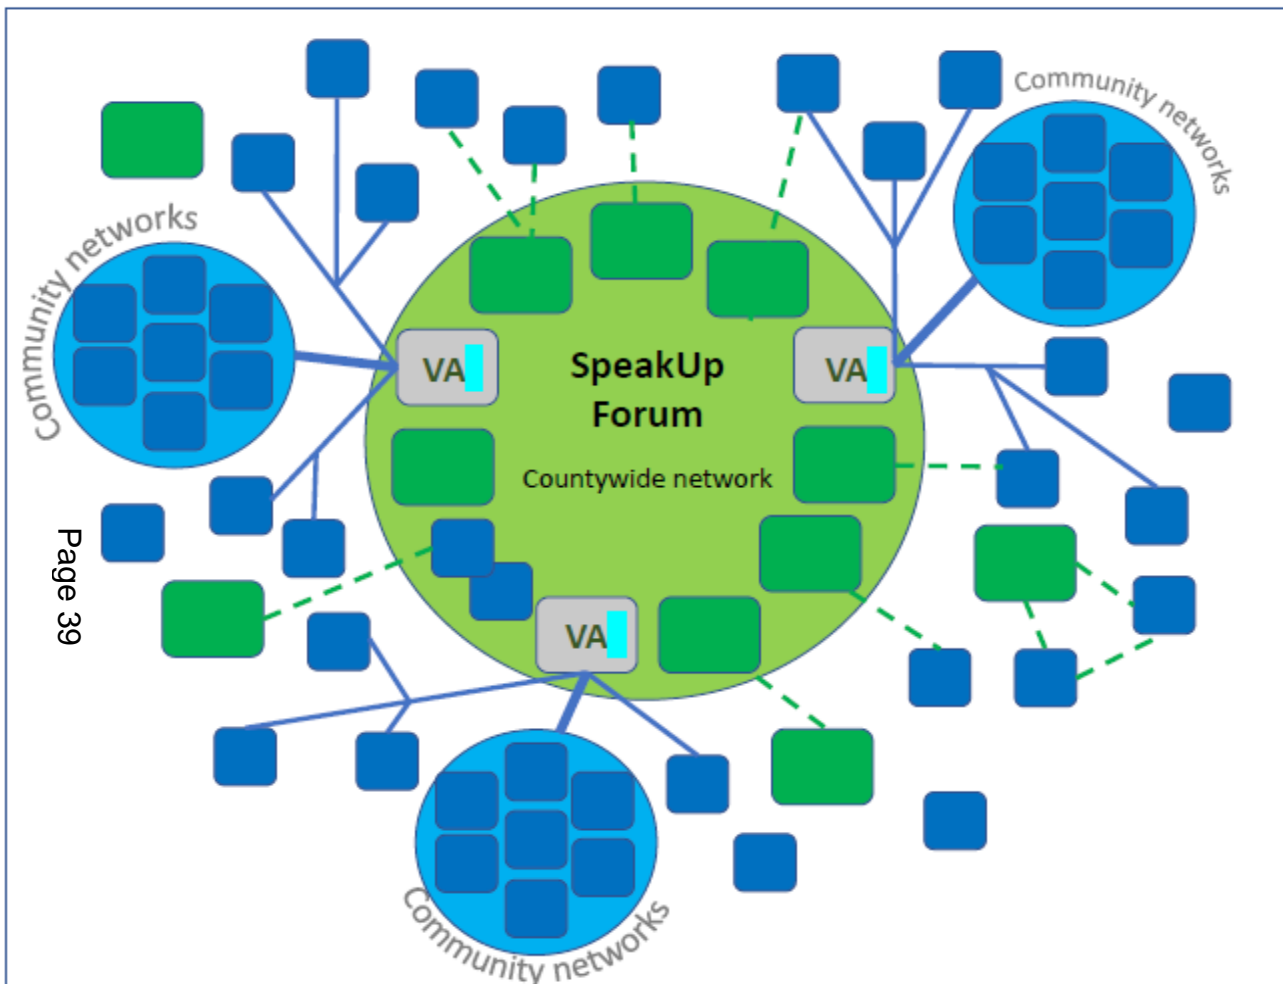 Community networks
Community networks
VA
SpeakUp
Forum
VA
Countywide network
Page 39
VA
Community networks